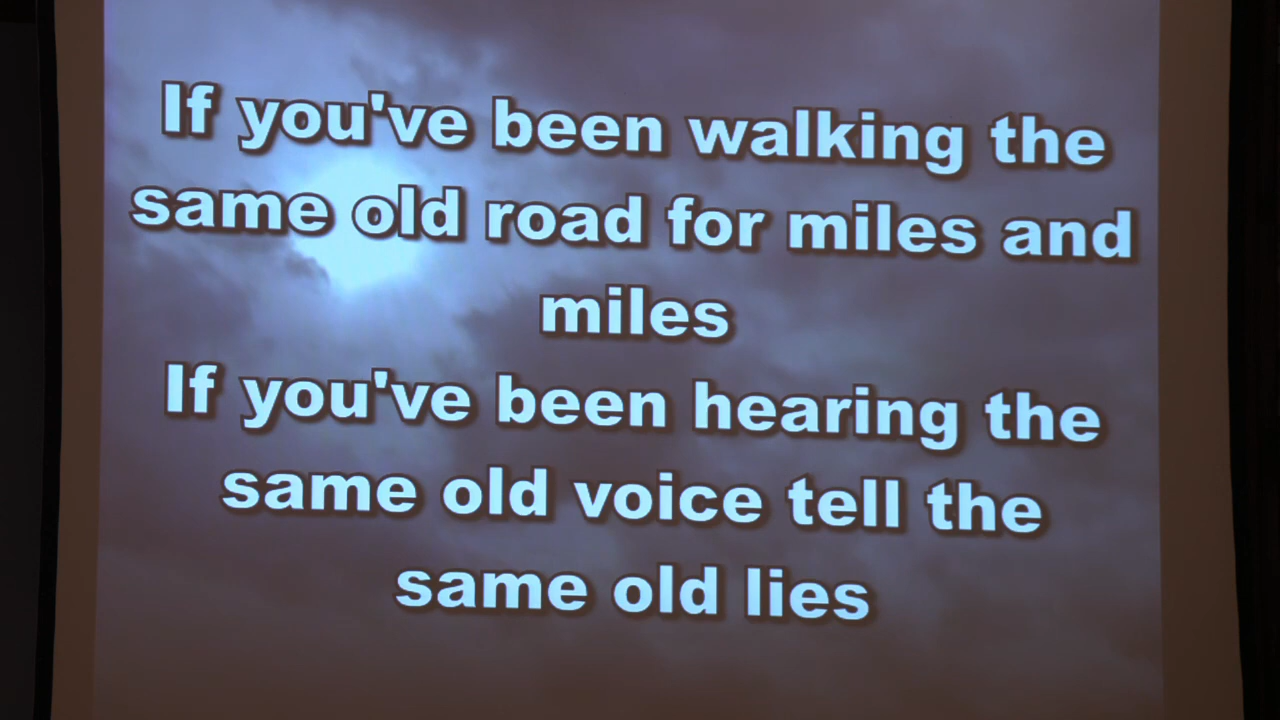 If you've been walking the
same old road for miles and
miles
If you've been hearing the
same old voice tell the
same old lies